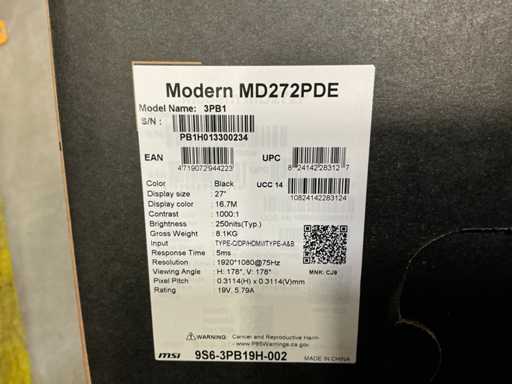 Modern MD272PDE
Model Name: 3PB1
S/N :
PB1H013300234
EAN
4719072944223
UPC
8 24142 28312 7
Color Black
UCC 14
10824142283124
Display size 27"
Display color 16.7M
Contrast 1000:1
Brightness 250nits(Typ.)
Gross Weight 8.1KG
Input TYPE-C/DP/HDMI/TYPE-A&B
Response Time 5ms
Resolution 1920*1080@75Hz
Viewing Angle H: 178°, V: 178°
Pixel Pitch 0.3114(H) x 0.3114(V)mm
Rating 19V, 5.79A
MNK: CJ9
WARNING: Cancer and Reproductive Harm
- www.P65Warnings.ca.gov
msi
9S6-3PB19H-002
MADE IN CHINA